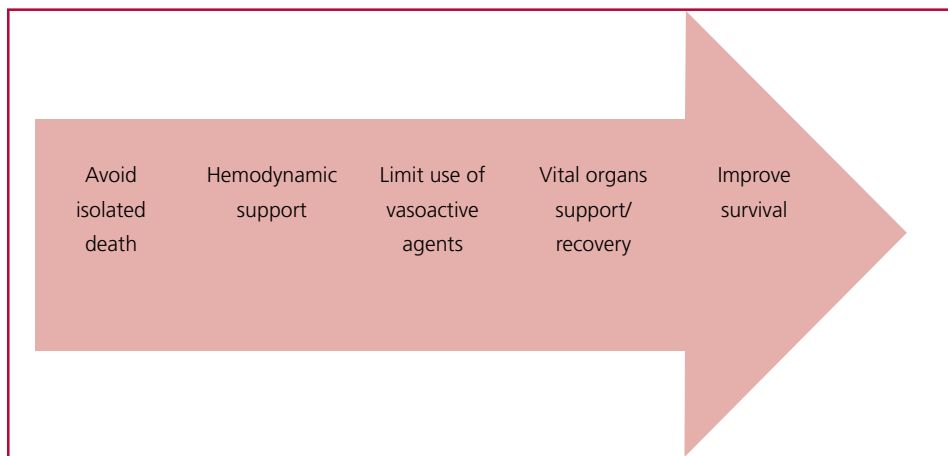 Avoid
isolated
death
Hemodynamic
support
Limit use of
vasoactive
agents
Vital organs
support/
recovery
Improve
survival